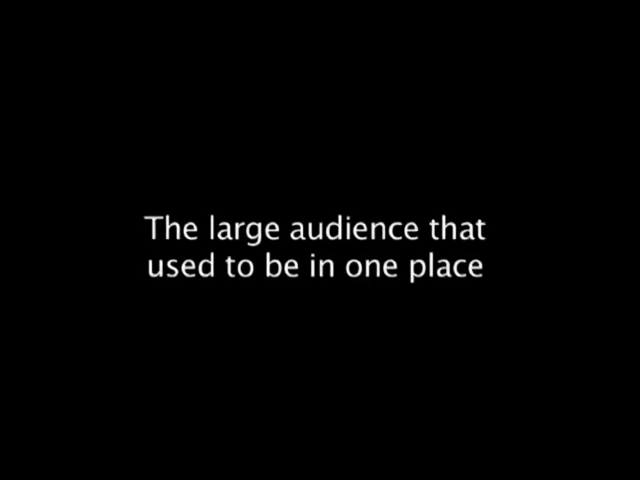 The large audience that
used to be in one place